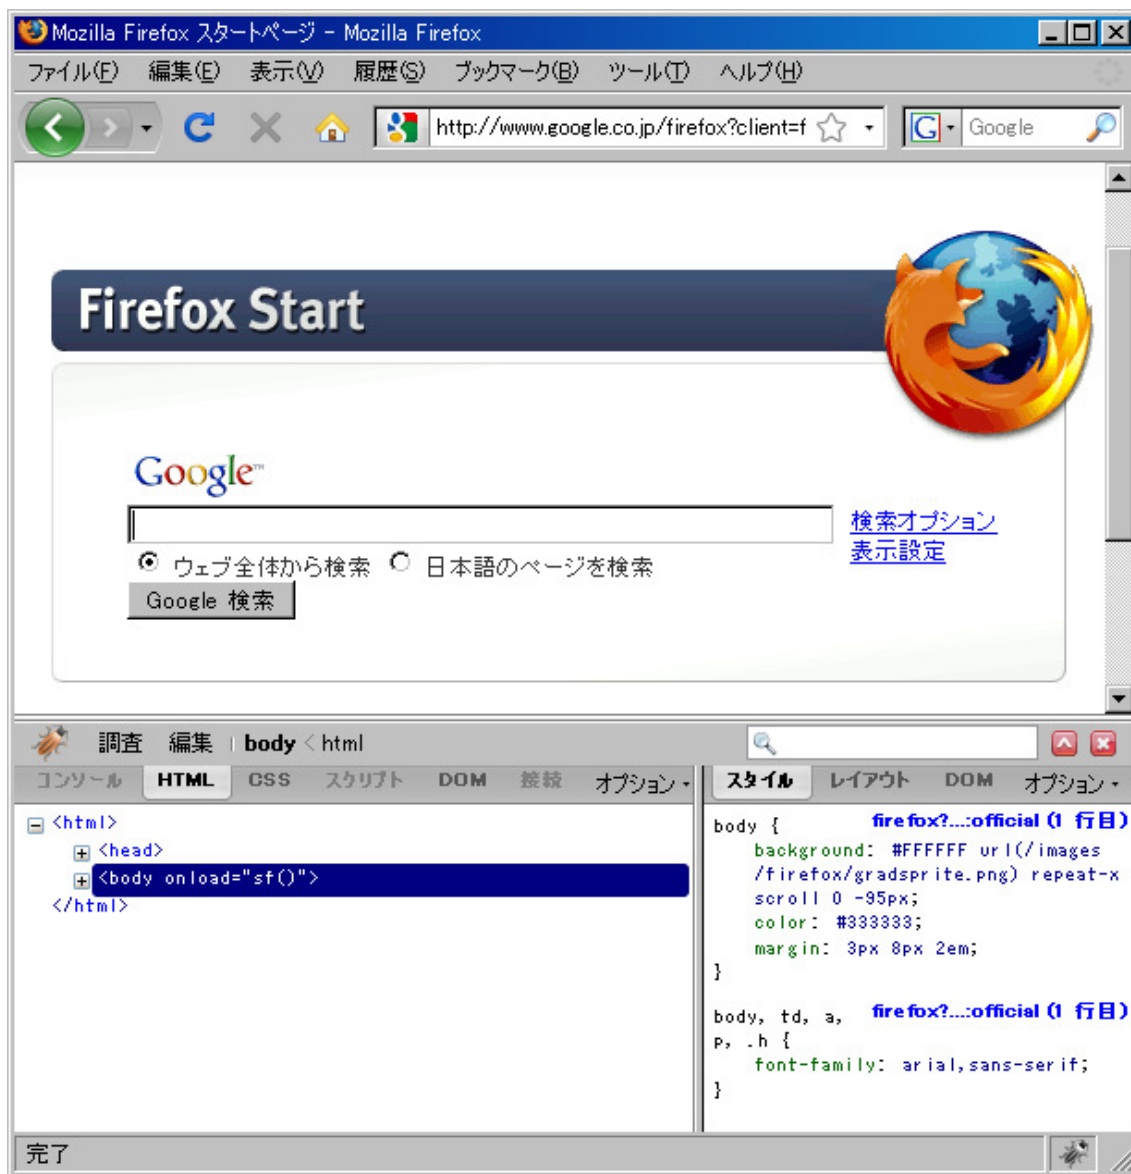 Mozilla Firefox スタートページ - Mozilla Firefox
ファイル(F) 編集(E) 表示(V) 履歴(S) ブックマーク(B) ツール(T) ヘルプ(H)
http://www.google.co.jp/firefox?client=f
G Google
Firefox Start
Google™
検索オプション
表示設定
ウェブ全体から検索 日本語のページを検索
Google 検索
調査 編集 body < html
コンソール HTML CSS スクリプト DOM 接続 オプション
<html>
<head>
<body onload="sf()">
</html>
スタイル レイアウト DOM オプション
body { firefox?...:official (1 行目)
background: #FFFFFF url(/images
/firefox/gradsprite.png) repeat-x
scroll 0 -95px;
color: #333333;
margin: 3px 8px 2em;
}
body, td, a, firefox?...:official (1 行目)
p, .h {
font-family: arial,sans-serif;
}
完了